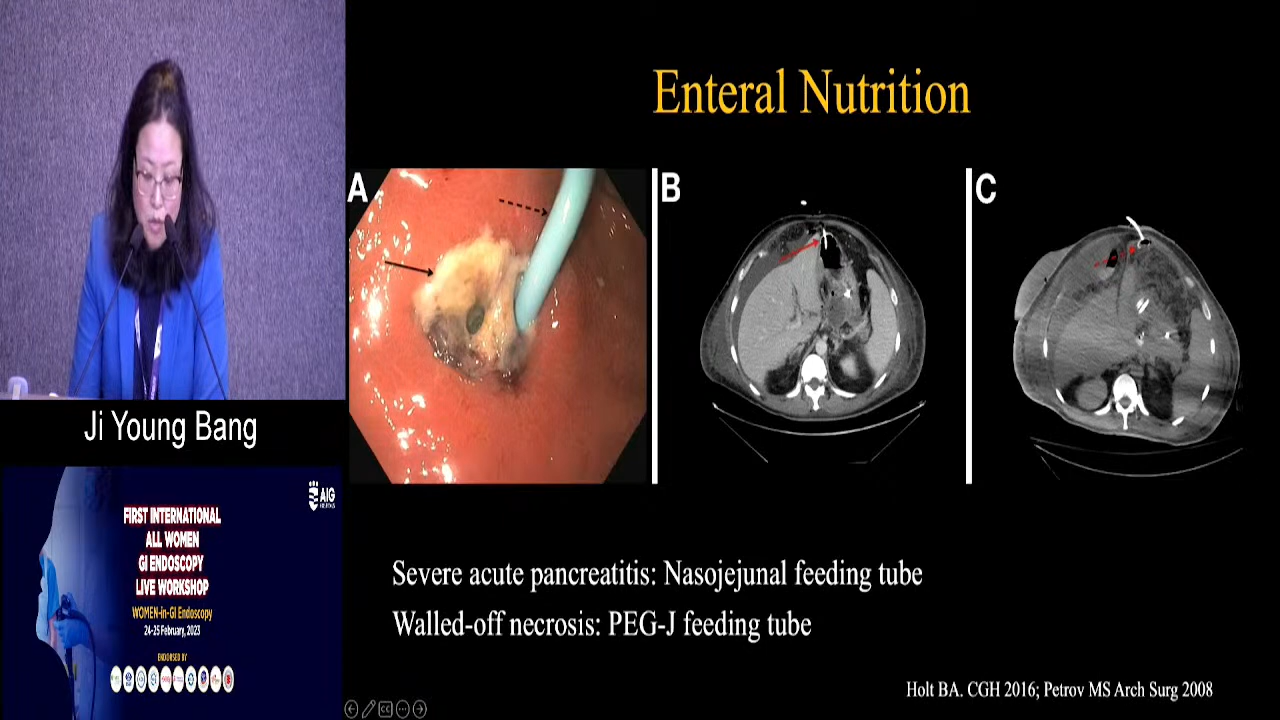 Enteral Nutrition
A
B
C
Severe acute pancreatitis: Nasojejunal feeding tube
Walled-off necrosis: PEG-J feeding tube
Holt BA. CGH 2016; Petrov MS Arch Surg 2008
Ji Young Bang
AIG
HOSPITALS
FIRST INTERNATIONAL
ALL WOMEN
GI ENDOSCOPY
LIVE WORKSHOP
WOMEN-in-GI Endoscopy
24-25 February, 2023
ENDORSED BY